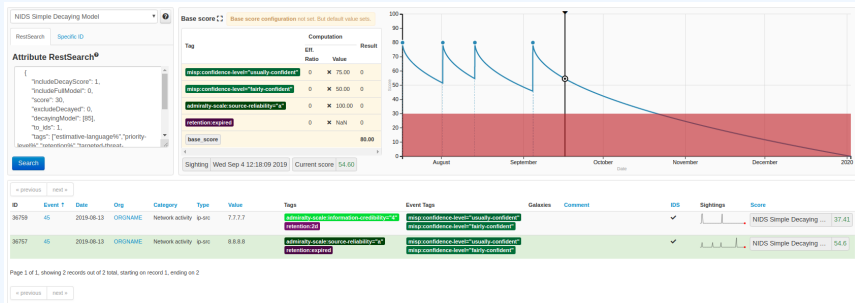 NIDS Simple Decaying Model
RestSearch Specific ID
Attribute RestSearch
{
"includeDecayScore": 1,
"includeFullModel": 0,
"score": 30,
"excludeDecayed": 0,
"decayingModel": [85],
"to_ids": 1,
"tags": ["estimative-language%","priority-
level%","retention%","targeted-threat-
Search
Base score Base score configuration not set. But default value sets.
Tag Computation Result
Eff. Ratio Value
misp:confidence-level="usually-confident" 0 × 75.00 0
misp:confidence-level="fairly-confident" 0 × 50.00 0
admiralty-scale:source-reliability="a" 0 × 100.00 0
retention:expired 0 × NaN 0
base_score 80.00
Sighting Wed Sep 4 12:18:09 2019 Current score 54.60
100
90
80
70
60
50
40
30
20
10
0
Score
August September October November December 2020
Date
« previous next »
ID Event ↑ Date Org Category Type Value Tags Event Tags Galaxies Comment IDS Sightings Score
36759 45 2019-08-13 ORGNAME Network activity ip-src 7.7.7.7 admiralty-scale:information-credibility="4" misp:confidence-level="usually-confident" NIDS Simple Decaying ... 37.41
retention:2d misp:confidence-level="fairly-confident"
36757 45 2019-08-13 ORGNAME Network activity ip-src 8.8.8.8 admiralty-scale:source-reliability="a" misp:confidence-level="usually-confident" NIDS Simple Decaying ... 54.6
retention:expired misp:confidence-level="fairly-confident"
Page 1 of 1, showing 2 records out of 2 total, starting on record 1, ending on 2
« previous next »